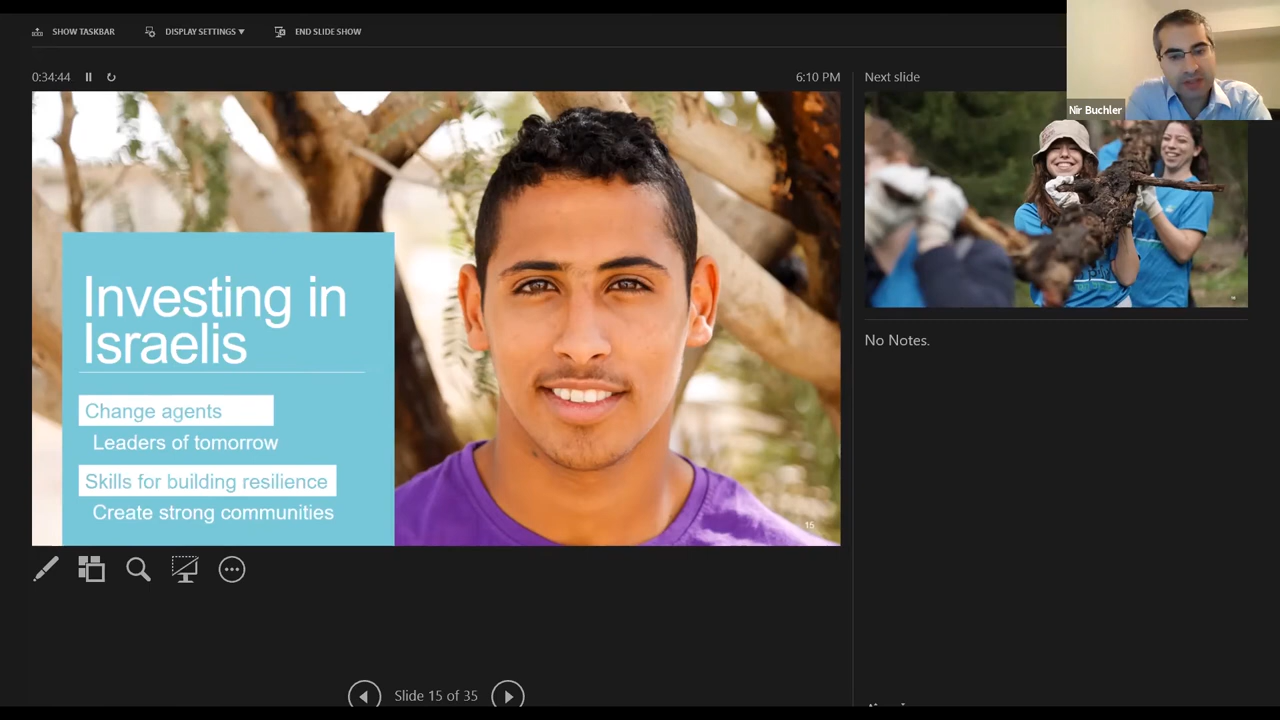 SHOW TASKBAR
DISPLAY SETTINGS ▼
END SLIDE SHOW
0:34:44
6:10 PM
Next slide
Nir Buchler
Investing in
Israelis
Change agents
Leaders of tomorrow
Skills for building resilience
Create strong communities
15
No Notes.
Slide 15 of 35